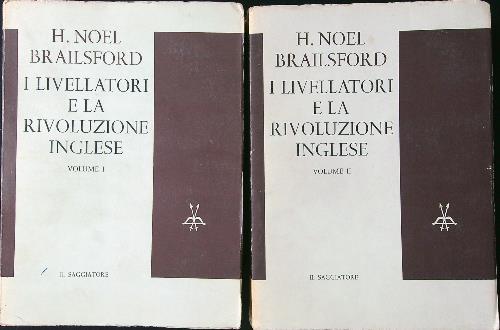 H. NOEL
BRAILSFORD
I LIVELLATORI
E LA
RIVOLUZIONE
INGLESE
VOLUME I
IL SAGGIATORE
H. NOEL
BRAILSFORD
I LIVELLATORI
E LA
RIVOLUZIONE
INGLESE
VOLUME II
IL SAGGIATORE